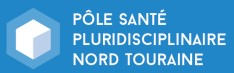 PÔLE SANTÉ
PLURIDISCIPLINAIRE
NORD TOURAINE